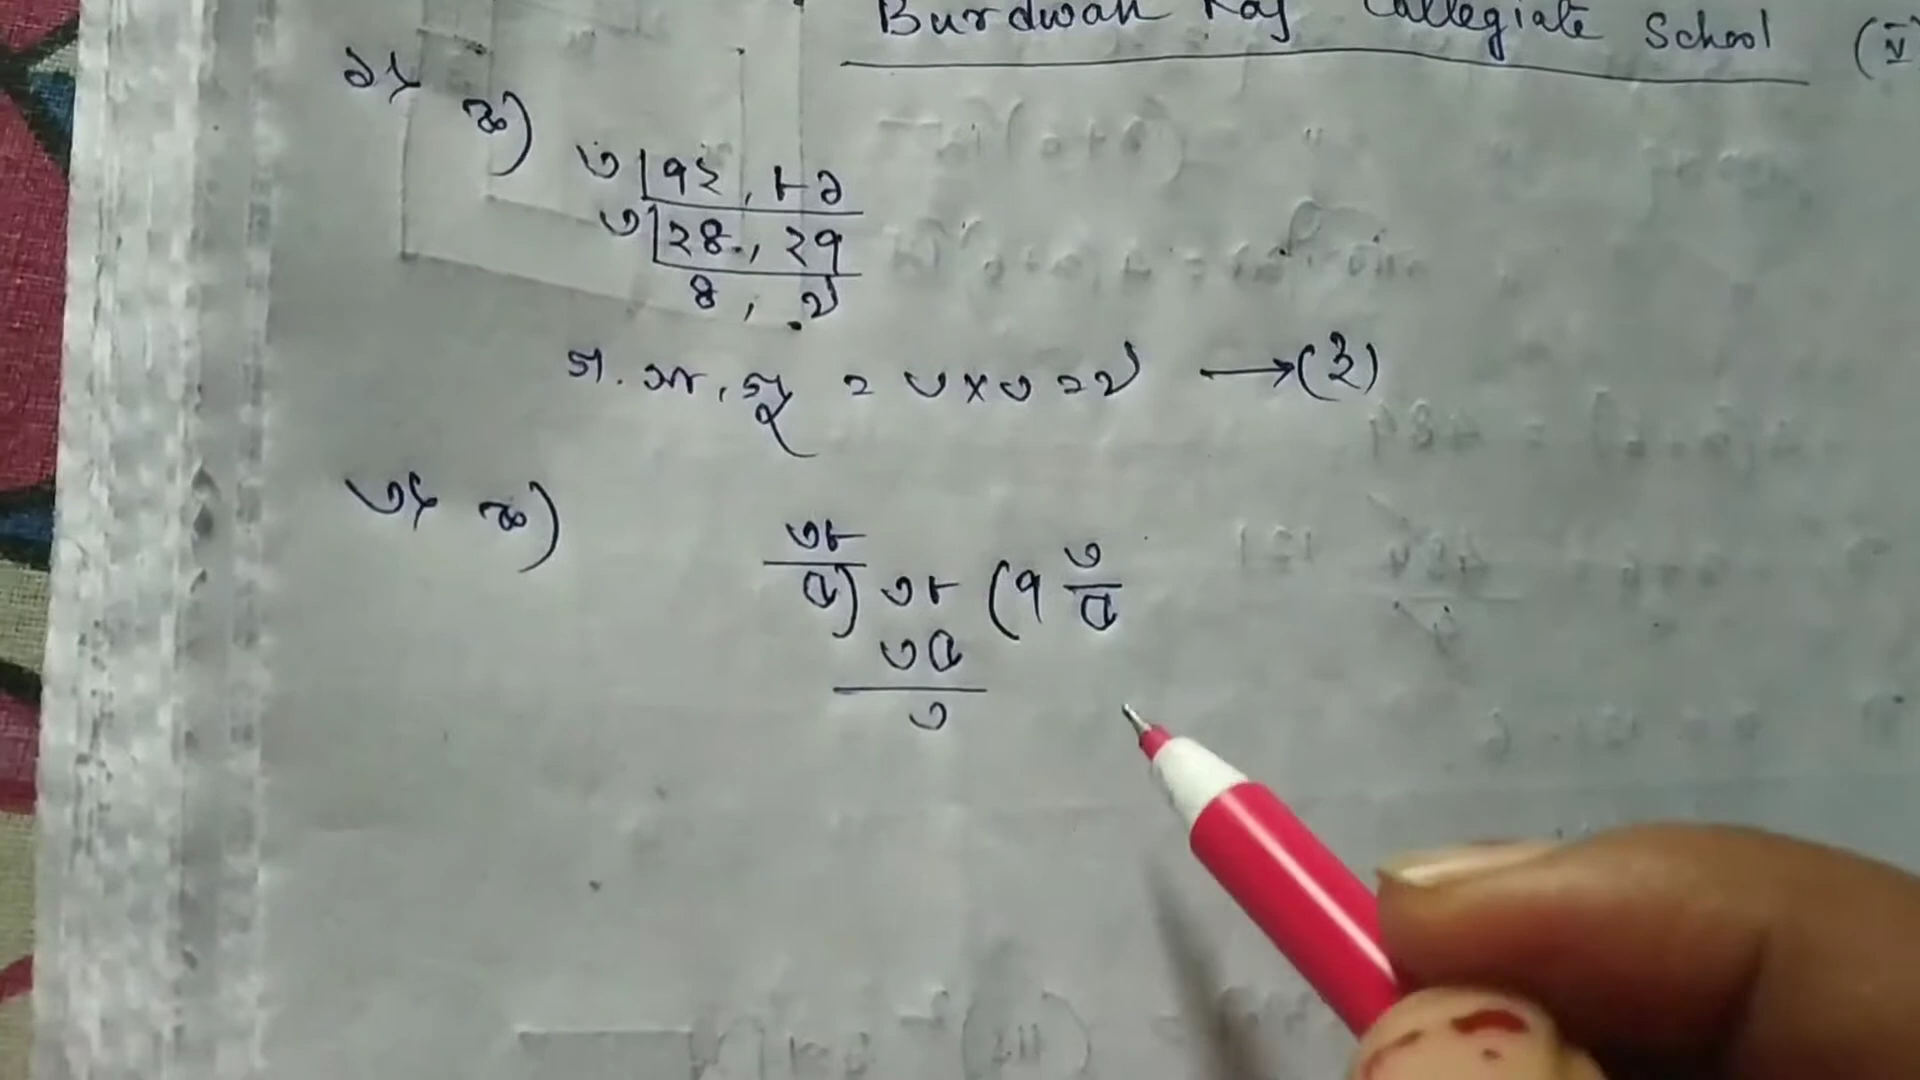 Burdwan Raj Collegiate School (V
১। ক)
৩ | ৭২, ৮১
৩ | ২৪, ২৭
৮, ৯
গ. সা. গু = ৩ × ৩ = ৯ → (ই)
৩। ক)
৩৮
৫) ৩৮ (৭ ৩/৫
৩৫
৩